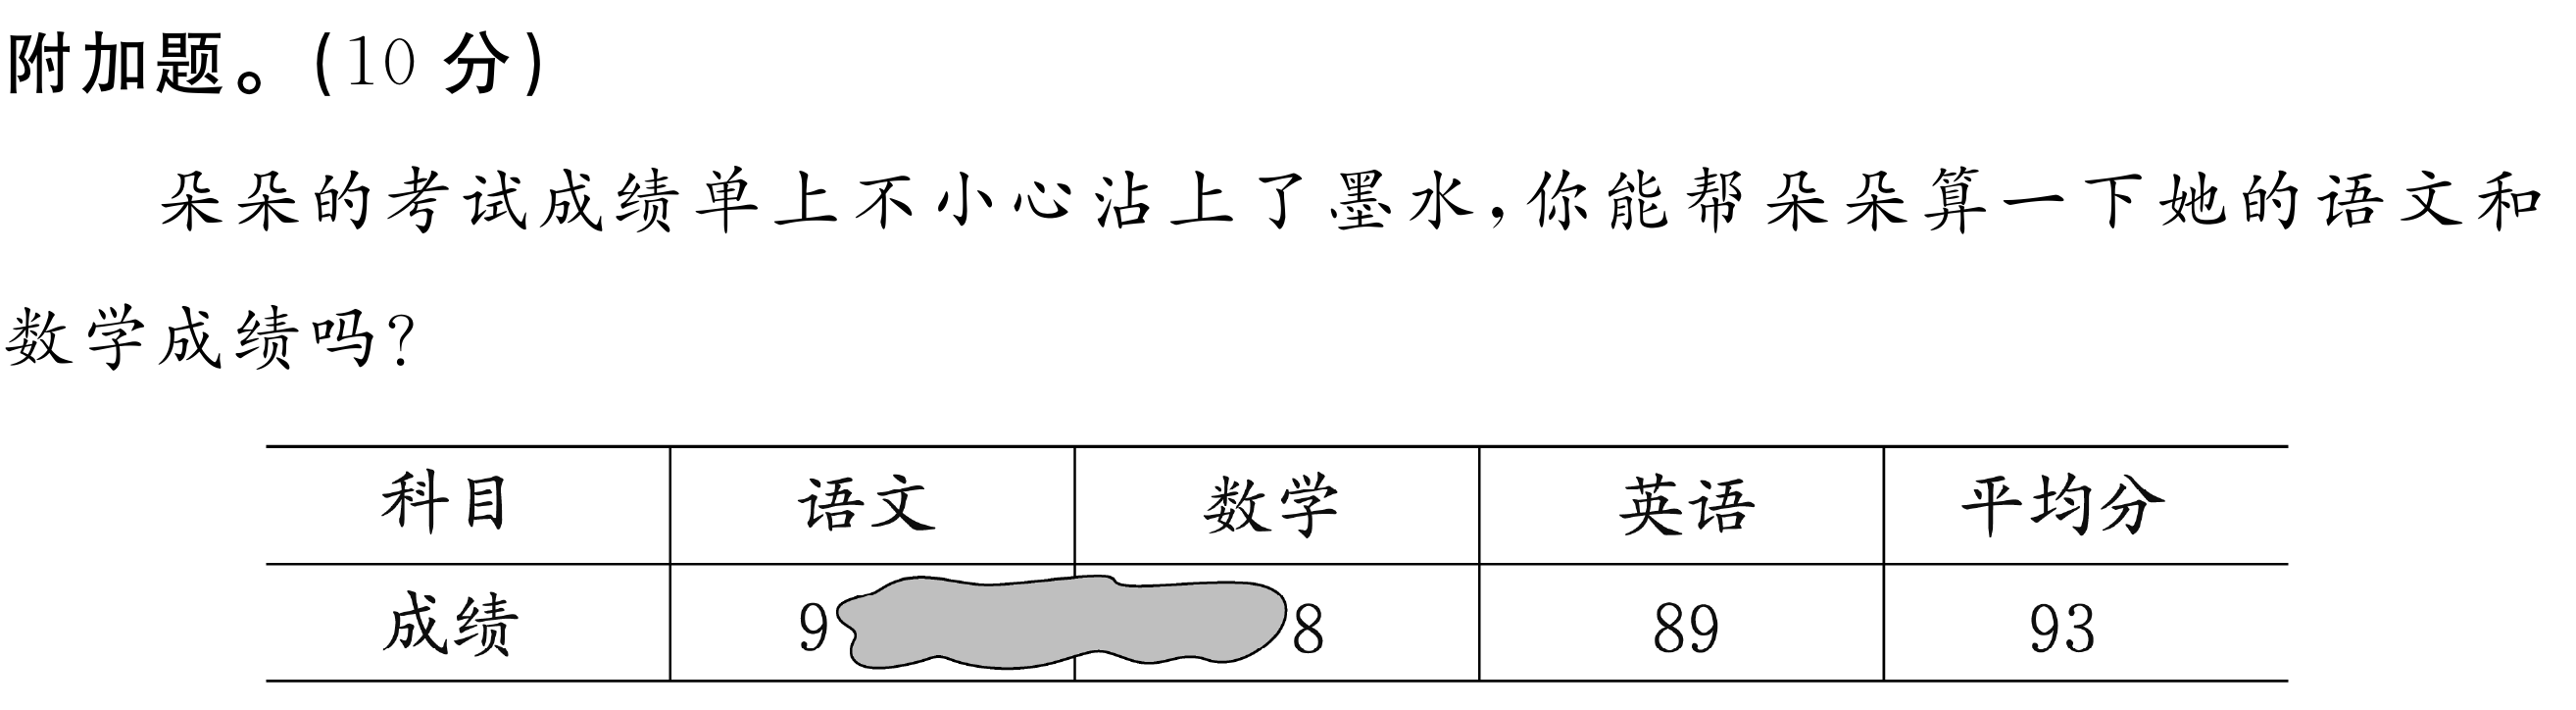 附加题。(10 分)
朵朵的考试成绩单上不小心沾上了墨水,你能帮朵朵算一下她的语文和
数学成绩吗?
科目 语文 数学 英语 平均分
成绩 9 8 89 93